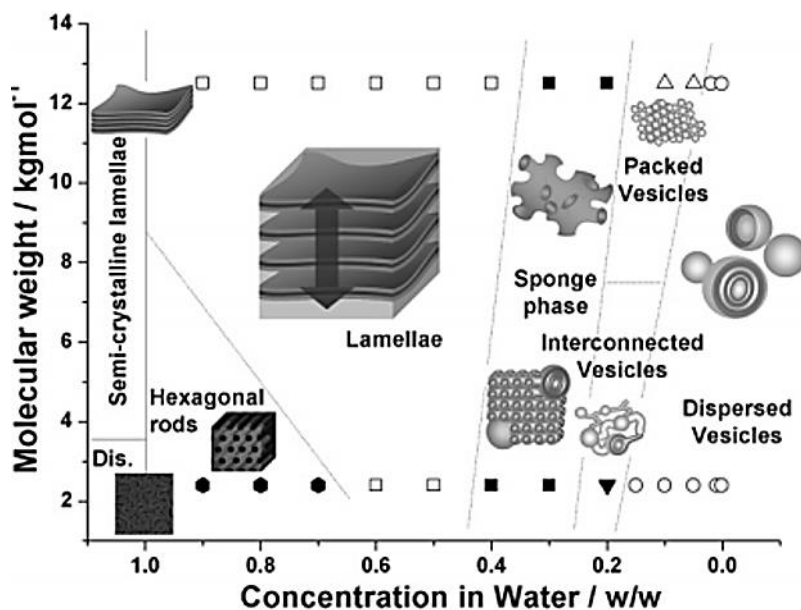 14
12
10
8
6
4
2
Molecular weight / kgmol⁻¹
Semi-crystalline lamellae
Packed
Vesicles
Sponge
phase
Lamellae
Interconnected
Vesicles
Hexagonal
rods
Dispersed
Vesicles
Dis.
1.0 0.8 0.6 0.4 0.2 0.0
Concentration in Water / w/w